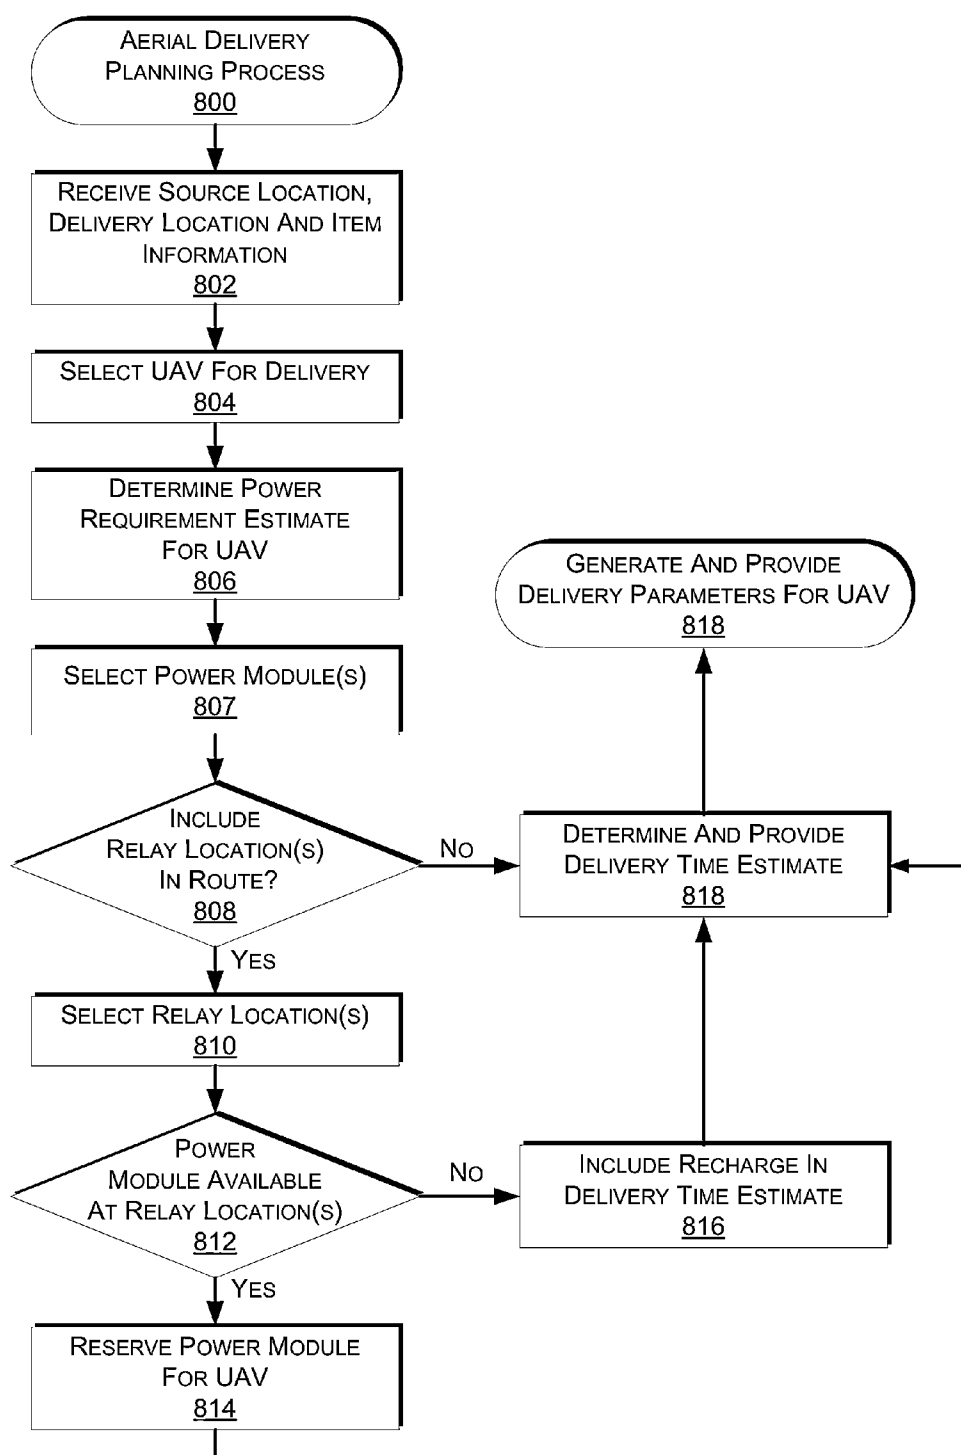 AERIAL DELIVERY
PLANNING PROCESS
800
RECEIVE SOURCE LOCATION,
DELIVERY LOCATION AND ITEM
INFORMATION
802
SELECT UAV FOR DELIVERY
804
DETERMINE POWER
REQUIREMENT ESTIMATE
FOR UAV
806
SELECT POWER MODULE(S)
807
INCLUDE
RELAY LOCATION(S)
IN ROUTE?
808
NO
YES
SELECT RELAY LOCATION(S)
810
POWER
MODULE AVAILABLE
AT RELAY LOCATION(S)
812
NO
YES
RESERVE POWER MODULE
FOR UAV
814
GENERATE AND PROVIDE
DELIVERY PARAMETERS FOR UAV
818
DETERMINE AND PROVIDE
DELIVERY TIME ESTIMATE
818
INCLUDE RECHARGE IN
DELIVERY TIME ESTIMATE
816